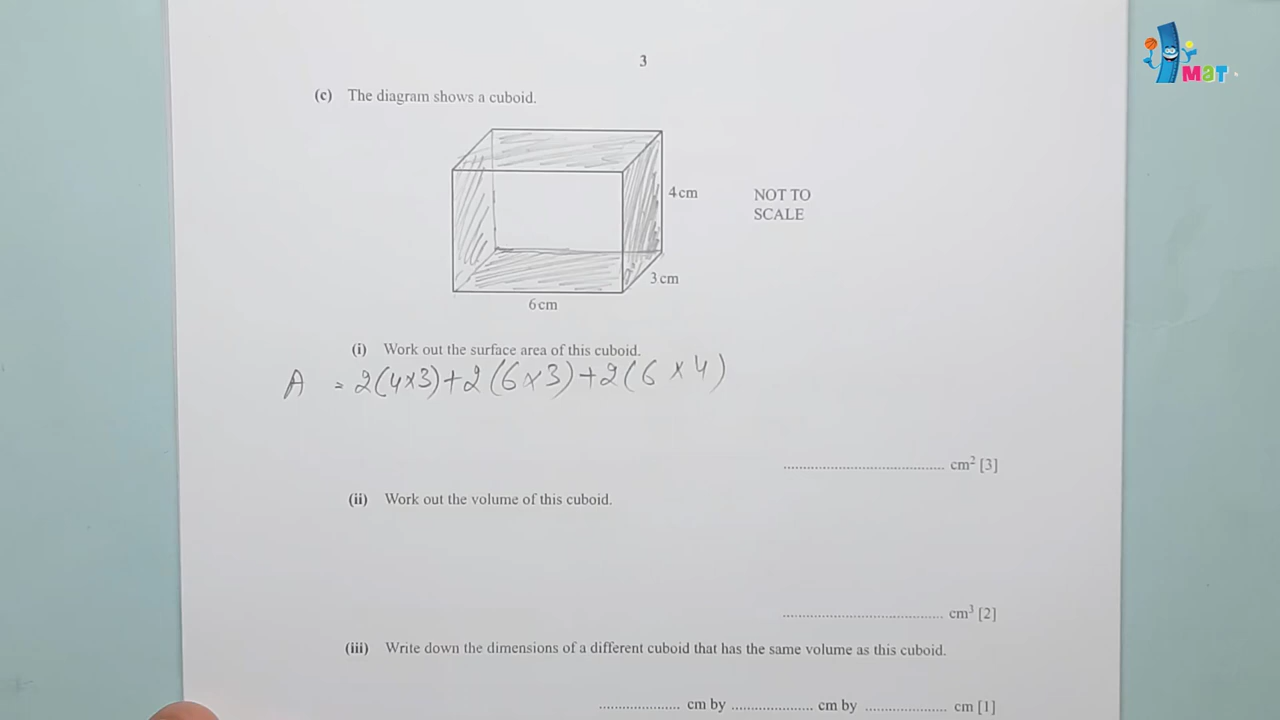 MaT
3
(c) The diagram shows a cuboid.
4 cm
NOT TO
SCALE
3 cm
6 cm
(i) Work out the surface area of this cuboid.
A = 2(4×3)+2(6×3)+2(6×4)
........................................ cm² [3]
(ii) Work out the volume of this cuboid.
........................................ cm³ [2]
(iii) Write down the dimensions of a different cuboid that has the same volume as this cuboid.
.................... cm by .................... cm by .................... cm [1]